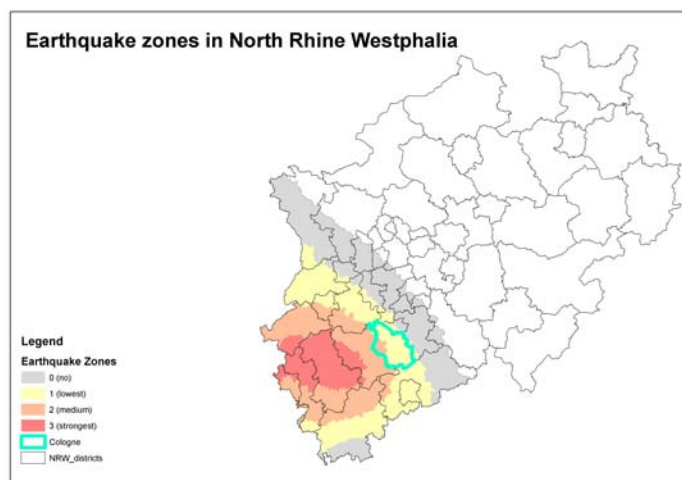 Earthquake zones in North Rhine Westphalia
Legend
Earthquake Zones
0 (no)
1 (lowest)
2 (medium)
3 (strongest)
Cologne
NRW_districts